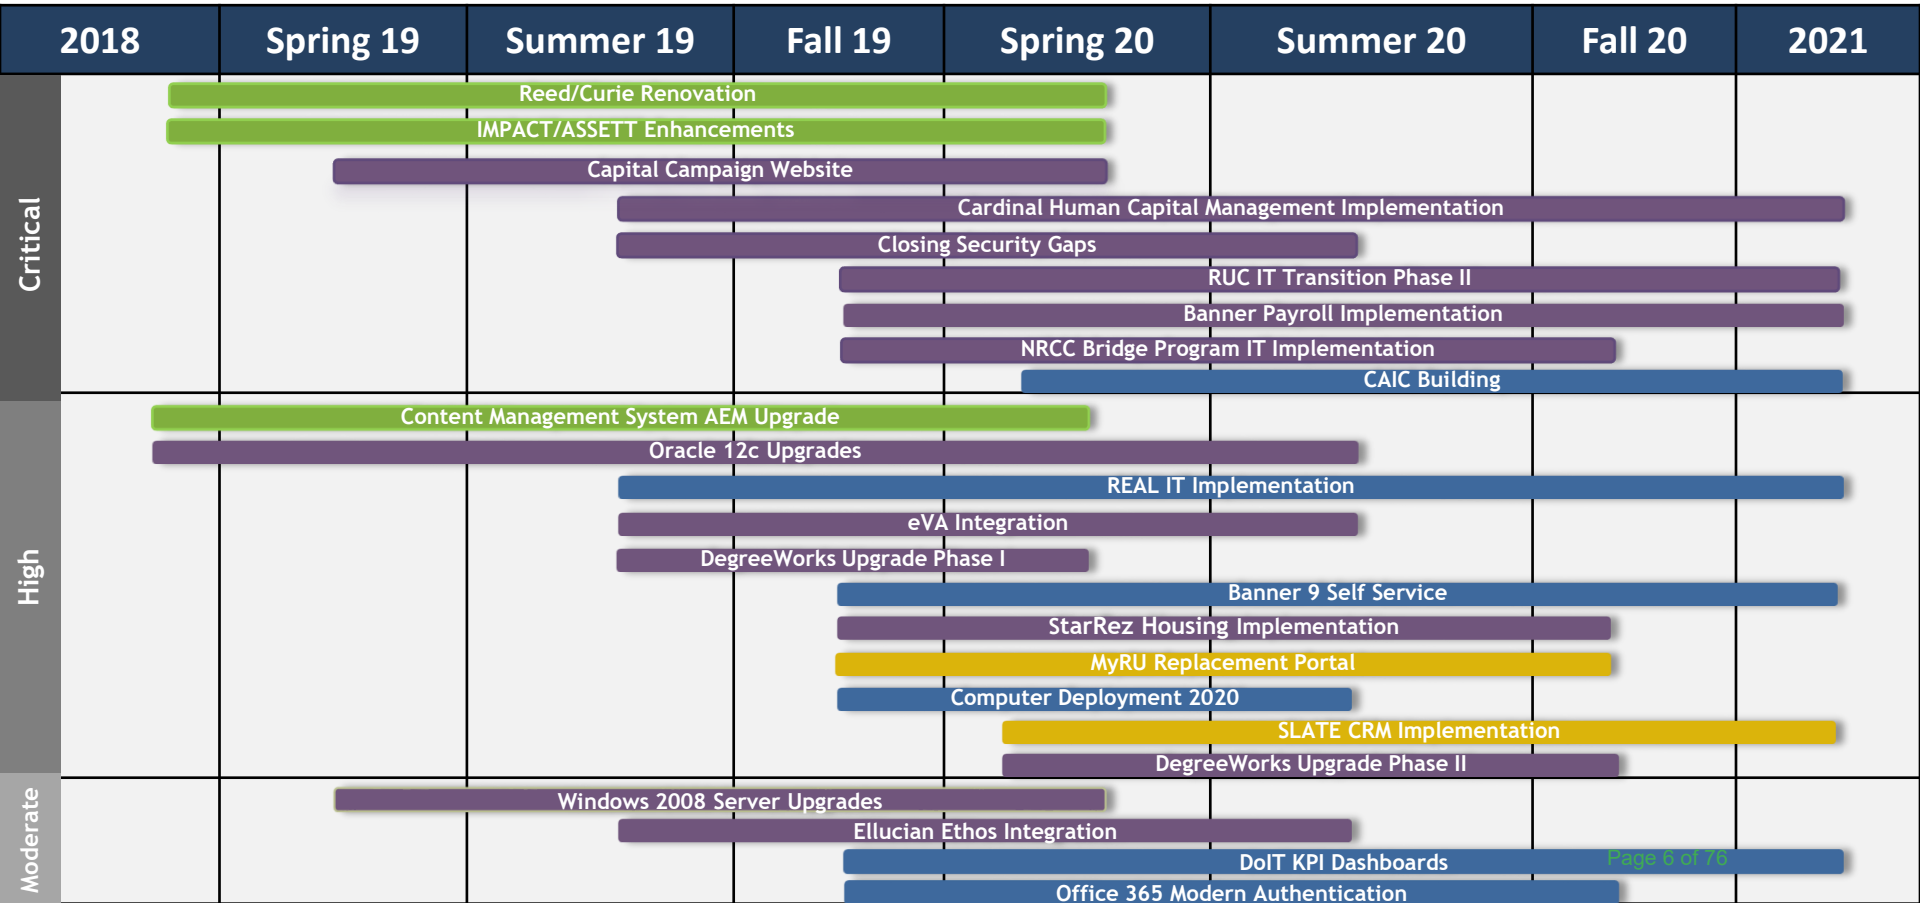 2018 Spring 19 Summer 19 Fall 19 Spring 20 Summer 20 Fall 20 2021
Critical
Reed/Curie Renovation
IMPACT/ASSETT Enhancements
Capital Campaign Website
Cardinal Human Capital Management Implementation
Closing Security Gaps
RUC IT Transition Phase II
Banner Payroll Implementation
NRCC Bridge Program IT Implementation
CAIC Building
High
Content Management System AEM Upgrade
Oracle 12c Upgrades
REAL IT Implementation
eVA Integration
DegreeWorks Upgrade Phase I
Banner 9 Self Service
StarRez Housing Implementation
MyRU Replacement Portal
Computer Deployment 2020
SLATE CRM Implementation
DegreeWorks Upgrade Phase II
Moderate
Windows 2008 Server Upgrades
Ellucian Ethos Integration
DoIT KPI Dashboards
Page 6 of 76
Office 365 Modern Authentication